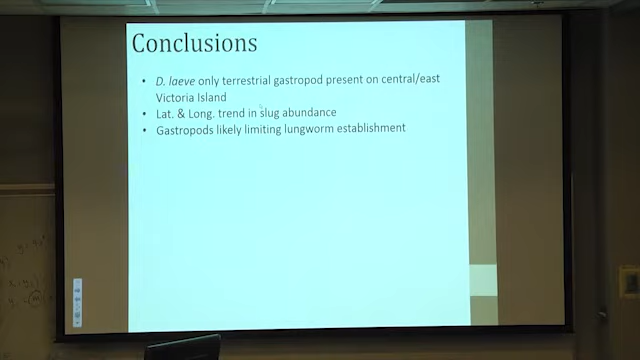 Conclusions
• D. laeve only terrestrial gastropod present on central/east
Victoria Island
• Lat. & Long. trend in slug abundance
• Gastropods likely limiting lungworm establishment